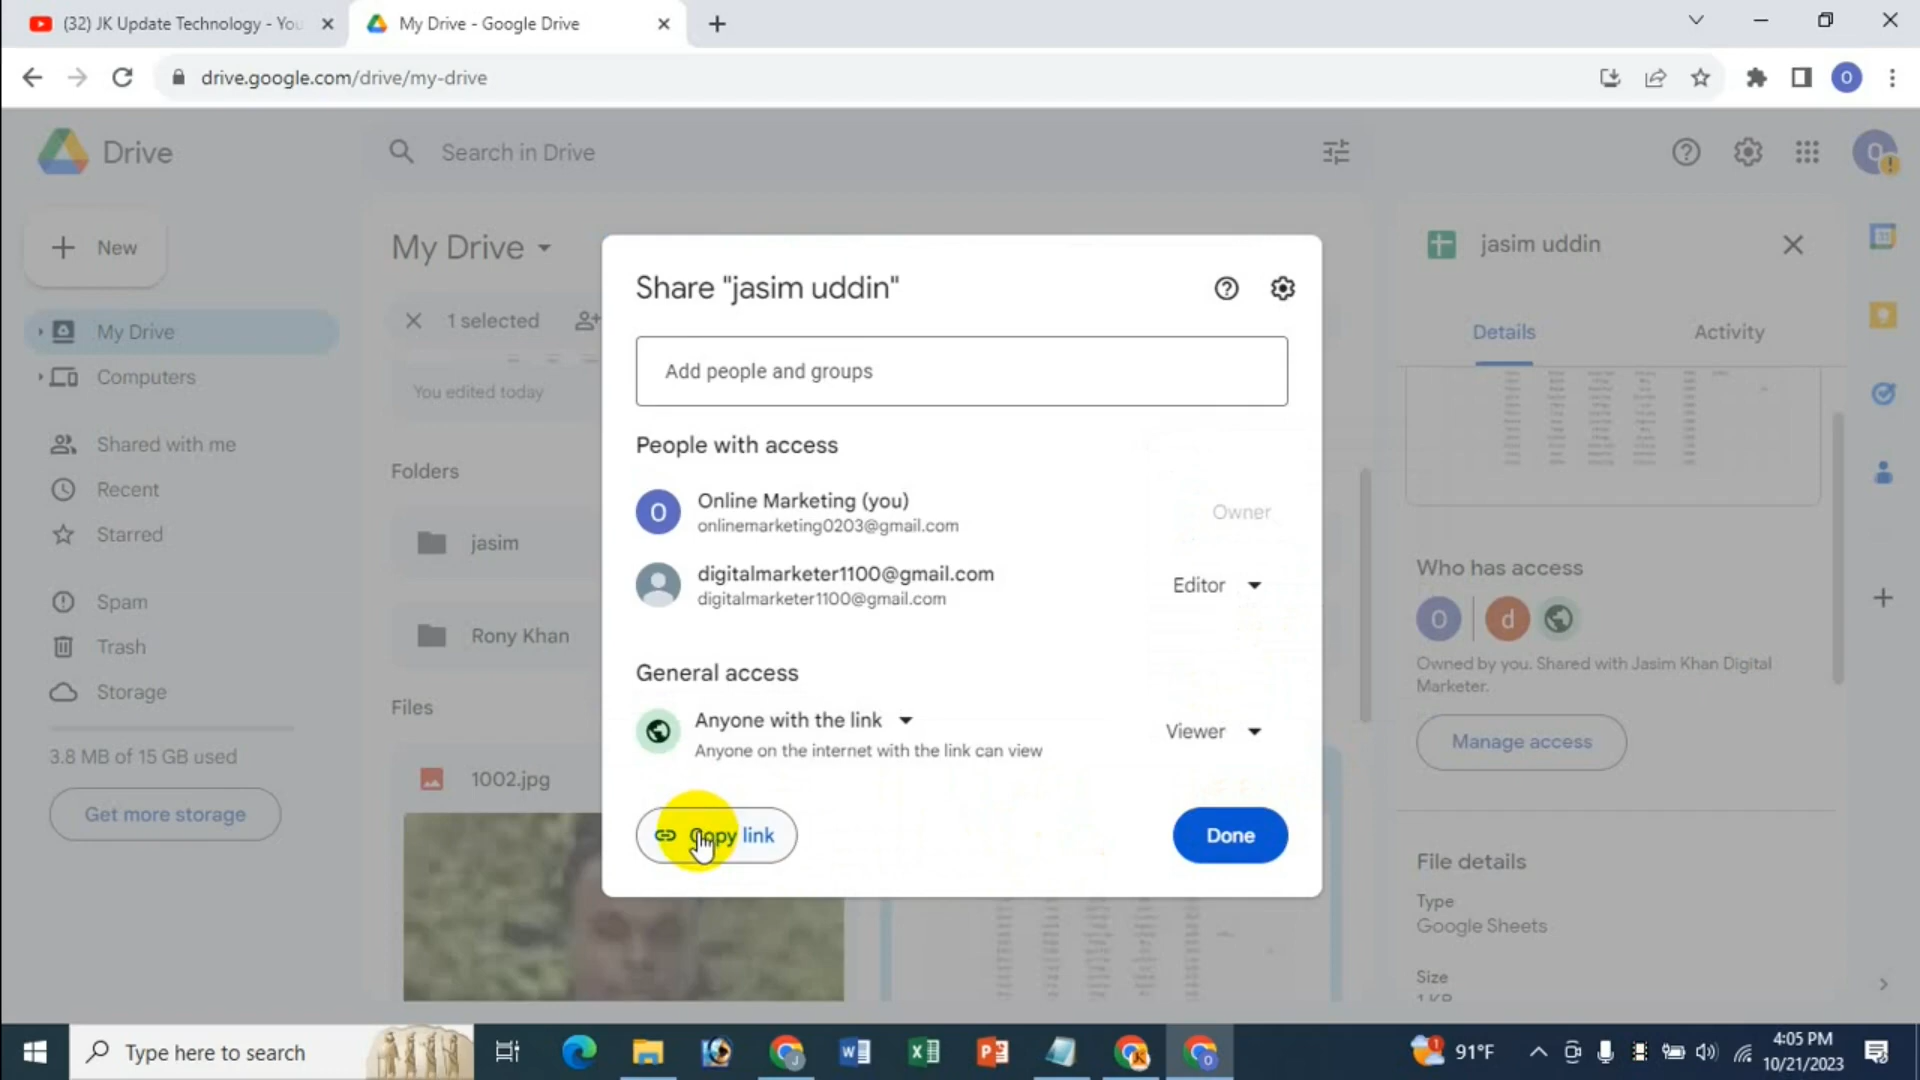 (32) JK Update Technology - You
My Drive - Google Drive
drive.google.com/drive/my-drive
O
Drive
Search in Drive
O
New
My Drive
Computers
Shared with me
Recent
Starred
Spam
Trash
Storage
3.8 MB of 15 GB used
Get more storage
My Drive
1 selected
You edited today
Folders
jasim
Rony Khan
Files
1002.jpg
Share "jasim uddin"
Add people and groups
People with access
O
Online Marketing (you)
onlinemarketing0203@gmail.com
Owner
digitalmarketer1100@gmail.com
digitalmarketer1100@gmail.com
Editor
General access
Anyone with the link
Anyone on the internet with the link can view
Viewer
Copy link
Done
jasim uddin
Details
Activity
Who has access
O
d
Owned by you. Shared with Jasim Khan Digital
Marketer.
Manage access
File details
Type
Google Sheets
Size
1 KB
31
Type here to search
91°F
4:05 PM
10/21/2023